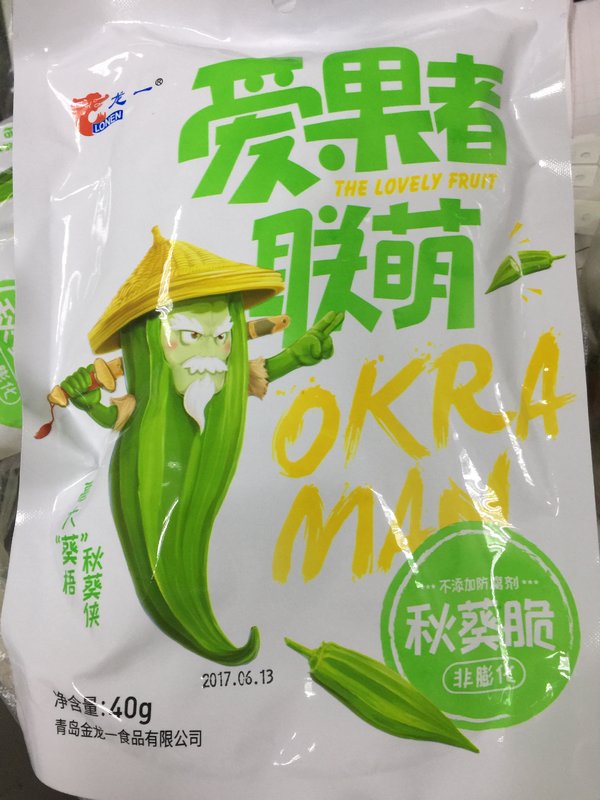 龙一®
LONEN
爱果者
THE LOVELY FRUIT
联萌
OKRA
MAN
大
“葵梧”
秋葵侠
不添加防腐剂
秋葵脆
非膨化
2017.06.13
净含量:40g
青岛金龙一食品有限公司